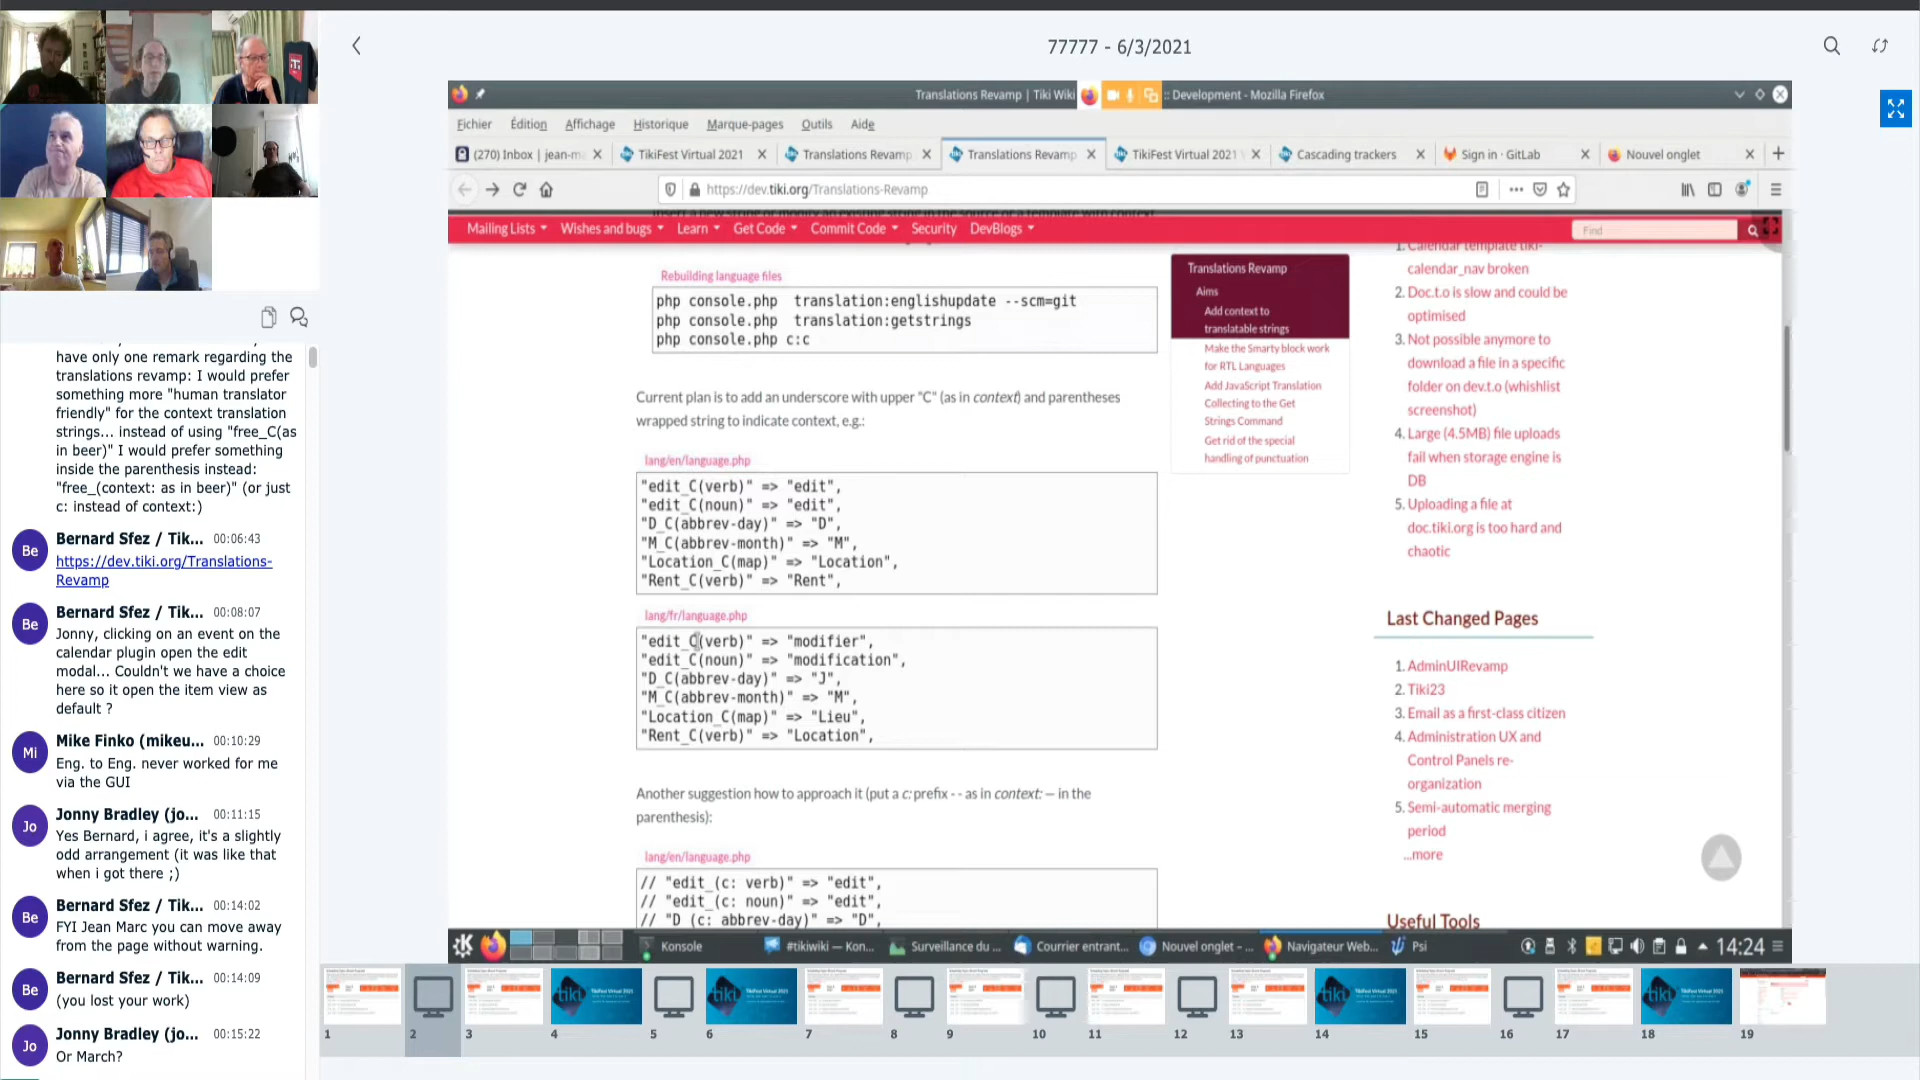 have only one remark regarding the
translations revamp: I would prefer
something more "human translator
friendly" for the context translation
strings... instead of using "free_C(as
in beer)" I would prefer something
inside the parenthesis instead:
"free_(context: as in beer)" (or just
c: instead of context:)
Be
Bernard Sfez / Tik... 00:06:43
https://dev.tiki.org/Translations-
Revamp
Be
Bernard Sfez / Tik... 00:08:07
Jonny, clicking on an event on the
calendar plugin open the edit
modal... Couldn't we have a choice
here so it open the item view as
default ?
Mi
Mike Finko (mikeu... 00:10:29
Eng. to Eng. never worked for me
via the GUI
Jo
Jonny Bradley (jo... 00:11:15
Yes Bernard, i agree, it's a slightly
odd arrangement (it was like that
when i got there ;)
Be
Bernard Sfez / Tik... 00:14:02
FYI Jean Marc you can move away
from the page without warning.
Be
Bernard Sfez / Tik... 00:14:09
(you lost your work)
Jo
Jonny Bradley (jo... 00:15:22
Or March?
77777 - 6/3/2021
Translations Revamp | Tiki Wiki :: Development - Mozilla Firefox
Fichier Édition Affichage Historique Marque-pages Outils Aide
(270) Inbox | jean-m TikiFest Virtual 2021 Translations Revamp Translations Revamp TikiFest Virtual 2021 Cascading trackers Sign in · GitLab Nouvel onglet
https://dev.tiki.org/Translations-Revamp
Insert a new string or modify an existing string in the source or a template with context
Mailing Lists Wishes and bugs Learn Get Code Commit Code Security DevBlogs Find
Rebuilding language files
php console.php  translation:englishupdate --scm=git
php console.php  translation:getstrings
php console.php c:c
Current plan is to add an underscore with upper "C" (as in context) and parentheses
wrapped string to indicate context, e.g.:
lang/en/language.php
"edit_C(verb)" => "edit",
"edit_C(noun)" => "edit",
"D_C(abbrev-day)" => "D",
"M_C(abbrev-month)" => "M",
"Location_C(map)" => "Location",
"Rent_C(verb)" => "Rent",
lang/fr/language.php
"edit_C(verb)" => "modifier",
"edit_C(noun)" => "modification",
"D_C(abbrev-day)" => "J",
"M_C(abbrev-month)" => "M",
"Location_C(map)" => "Lieu",
"Rent_C(verb)" => "Location",
Another suggestion how to approach it (put a c: prefix - - as in context: — in the
parenthesis):
lang/en/language.php
// "edit_(c: verb)" => "edit",
// "edit_(c: noun)" => "edit",
// "D_(c: abbrev-day)" => "D",
Translations Revamp
Aims
Add context to
translatable strings
Make the Smarty block work
for RTL Languages
Add JavaScript Translation
Collecting to the Get
Strings Command
Get rid of the special
handling of punctuation
1. Calendar template tiki-
calendar_nav broken
2. Doc.t.o is slow and could be
optimised
3. Not possible anymore to
download a file in a specific
folder on dev.t.o (whishlist
screenshot)
4. Large (4.5MB) file uploads
fail when storage engine is
DB
5. Uploading a file at
doc.tiki.org is too hard and
chaotic
Last Changed Pages
1. AdminUIRevamp
2. Tiki23
3. Email as a first-class citizen
4. Administration UX and
Control Panels re-
organization
5. Semi-automatic merging
period
...more
Useful Tools
Konsole #tikiwiki — Kon... Surveillance du ... Courrier entrant... Nouvel onglet – ... Navigateur Web... Psi 14:24
tiki
tiki
tiki
tiki
1 2 3 4 5 6 7 8 9 10 11 12 13 14 15 16 17 18 19